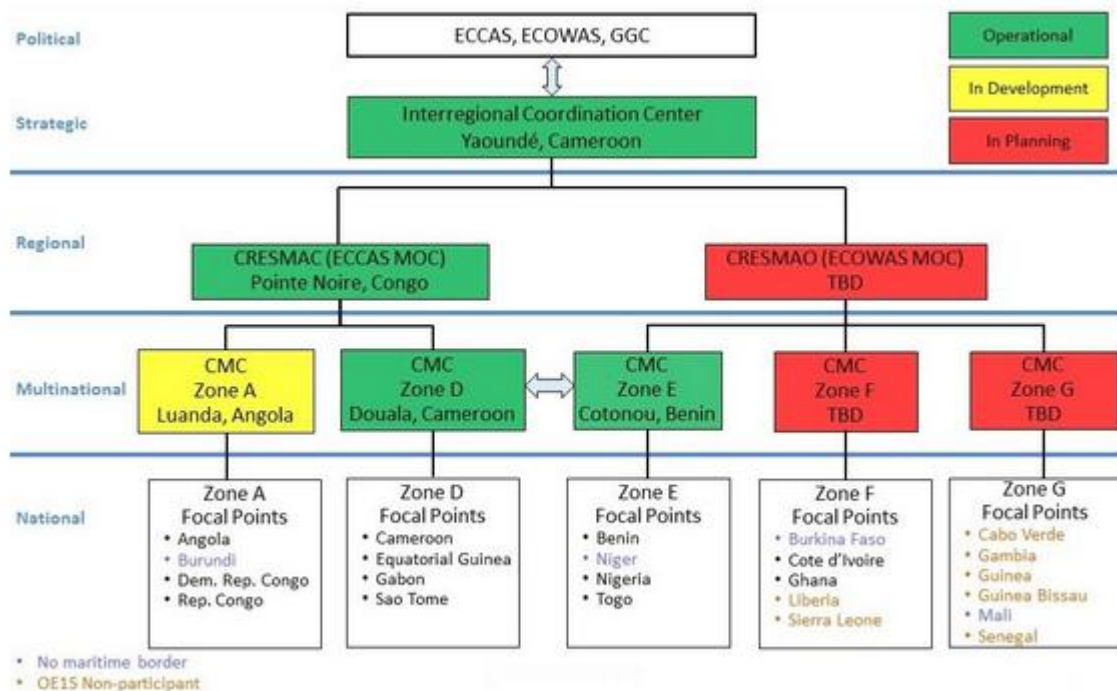 Political
ECCAS, ECOWAS, GGC
Operational
In Development
In Planning
Strategic
Interregional Coordination Center
Yaoundé, Cameroon
Regional
CRESMAC (ECCAS MOC)
Pointe Noire, Congo
CRESMAO (ECOWAS MOC)
TBD
Multinational
CMC
Zone A
Luanda, Angola
CMC
Zone D
Douala, Cameroon
CMC
Zone E
Cotonou, Benin
CMC
Zone F
TBD
CMC
Zone G
TBD
National
Zone A
Focal Points
• Angola
• Burundi
• Dem. Rep. Congo
• Rep. Congo
Zone D
Focal Points
• Cameroon
• Equatorial Guinea
• Gabon
• Sao Tome
Zone E
Focal Points
• Benin
• Niger
• Nigeria
• Togo
Zone F
Focal Points
• Burkina Faso
• Cote d'Ivoire
• Ghana
• Liberia
• Sierra Leone
Zone G
Focal Points
• Cabo Verde
• Gambia
• Guinea
• Guinea Bissau
• Mali
• Senegal
• No maritime border
• OE15 Non-participant